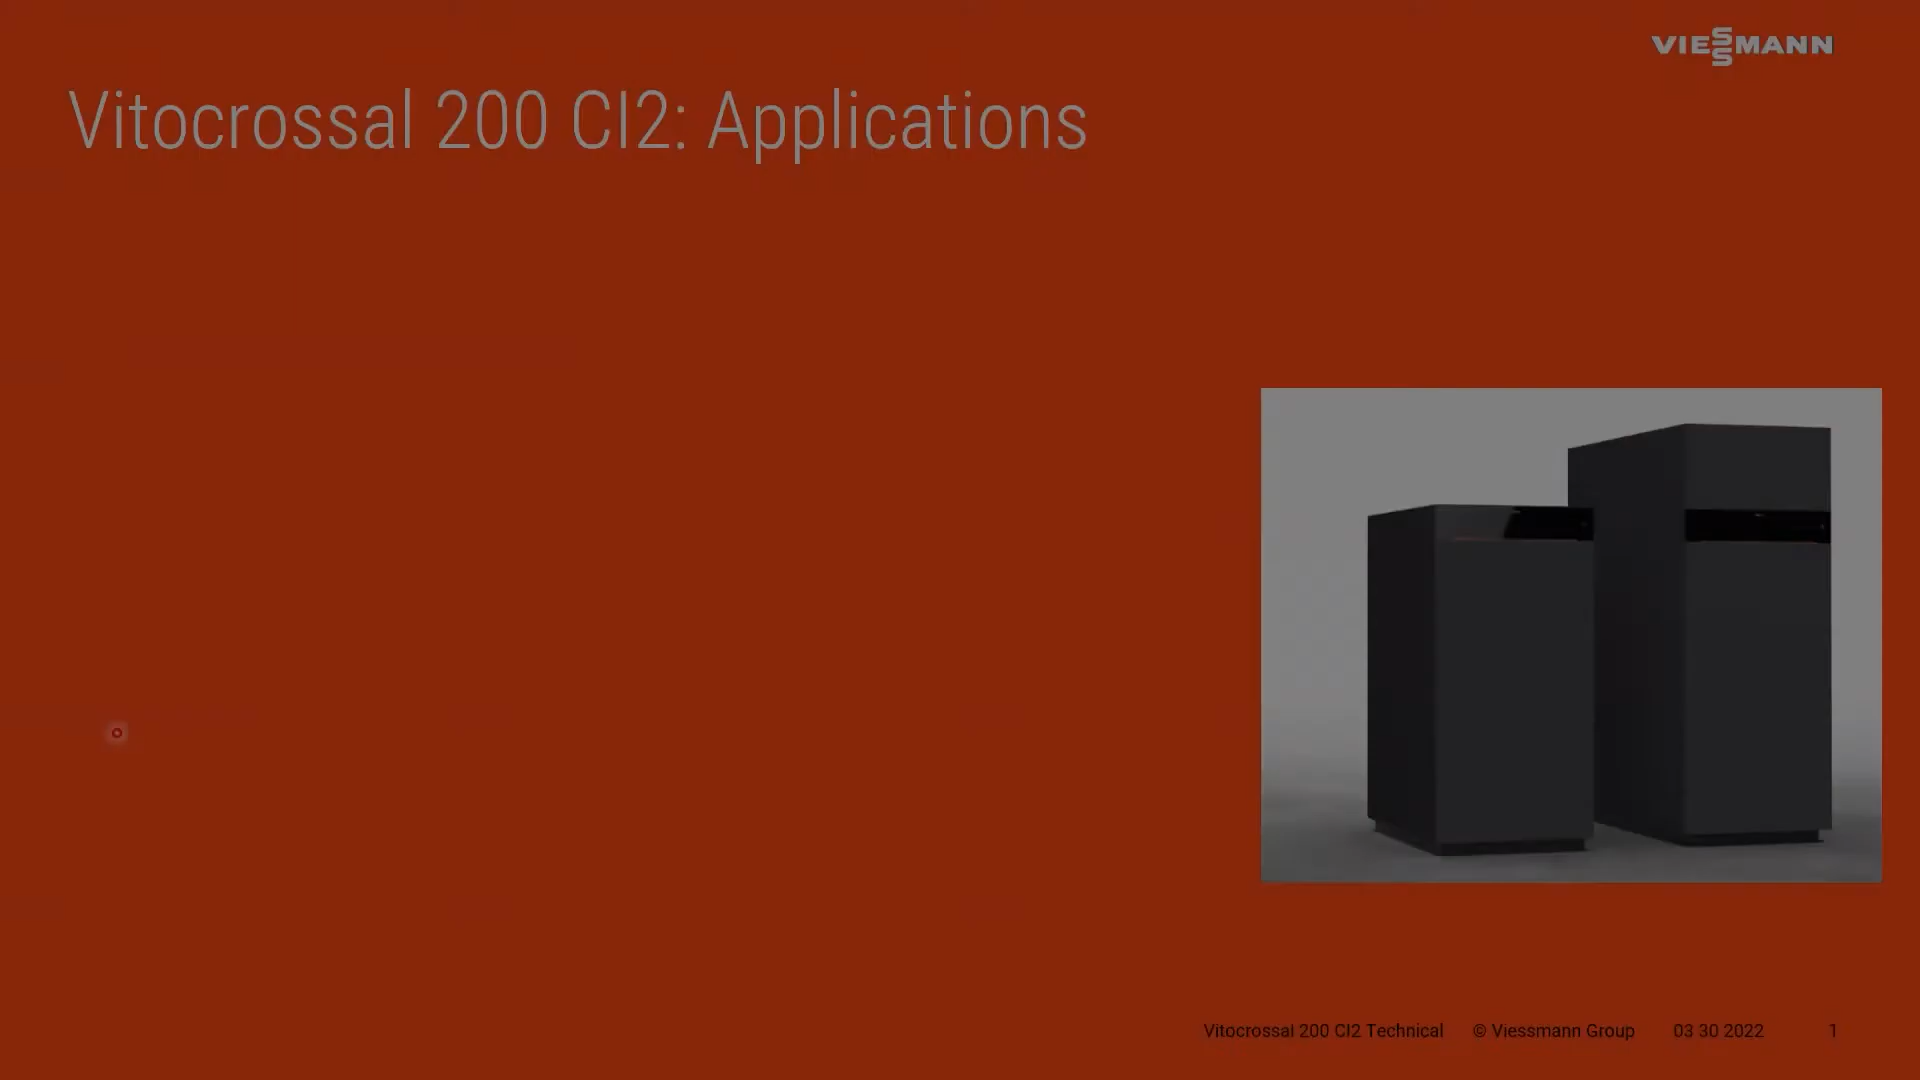 VIESSMANN
Vitocrossal 200 CI2: Applications
Vitocrossal 200 CI2 Technical © Viessmann Group 03 30 2022 1